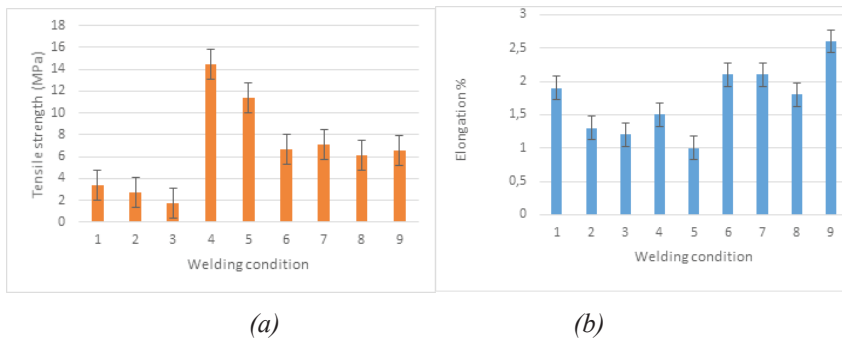 Tensile strength (MPa)
18
16
14
12
10
8
6
4
2
0
1 2 3 4 5 6 7 8 9
Welding condition
(a)
Elongation %
3
2,5
2
1,5
1
0,5
0
1 2 3 4 5 6 7 8 9
Welding condition
(b)